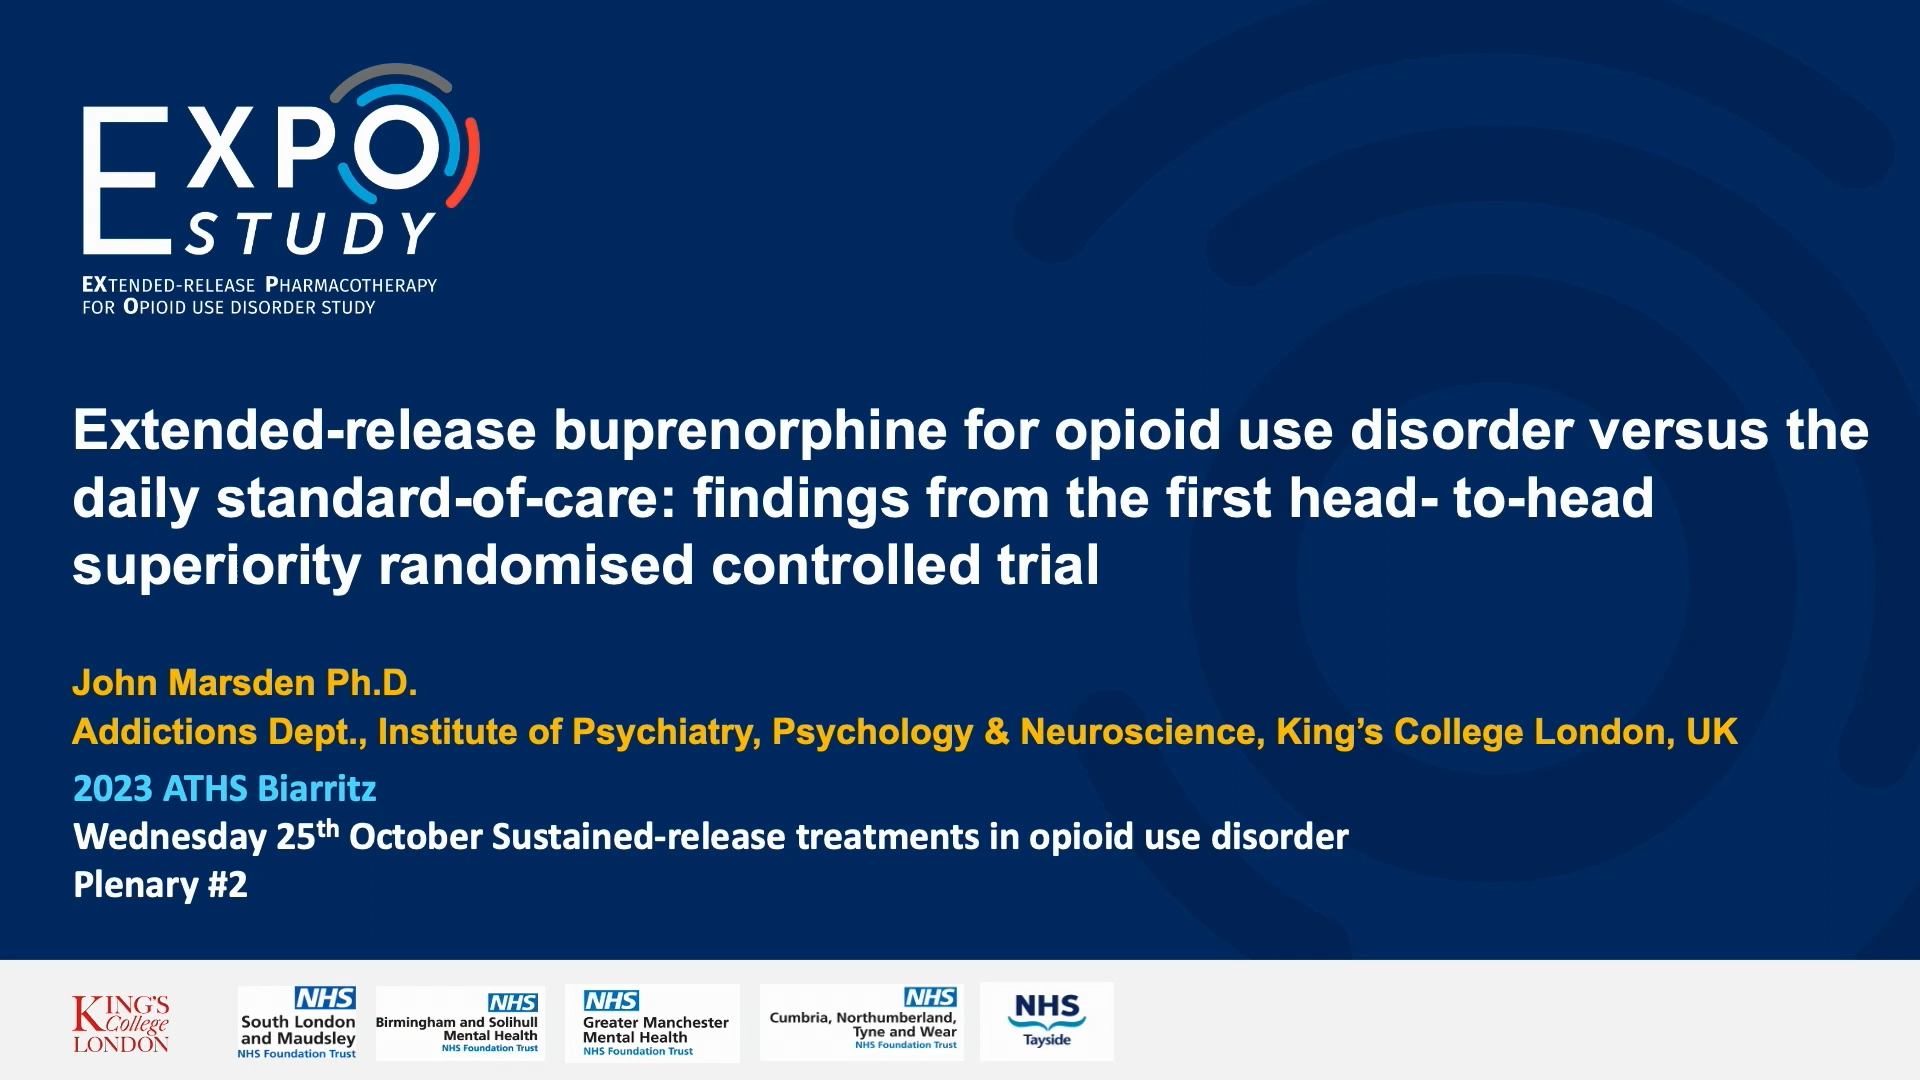 EXPO
STUDY
EXTENDED-RELEASE PHARMACOTHERAPY
FOR OPIOID USE DISORDER STUDY
Extended-release buprenorphine for opioid use disorder versus the
daily standard-of-care: findings from the first head- to-head
superiority randomised controlled trial
John Marsden Ph.D.
Addictions Dept., Institute of Psychiatry, Psychology & Neuroscience, King’s College London, UK
2023 ATHS Biarritz
Wednesday 25th October Sustained-release treatments in opioid use disorder
Plenary #2
KING'S
College
LONDON
NHS
South London
and Maudsley
NHS Foundation Trust
NHS
Birmingham and Solihull
Mental Health
NHS Foundation Trust
NHS
Greater Manchester
Mental Health
NHS Foundation Trust
NHS
Cumbria, Northumberland,
Tyne and Wear
NHS Foundation Trust
NHS
Tayside